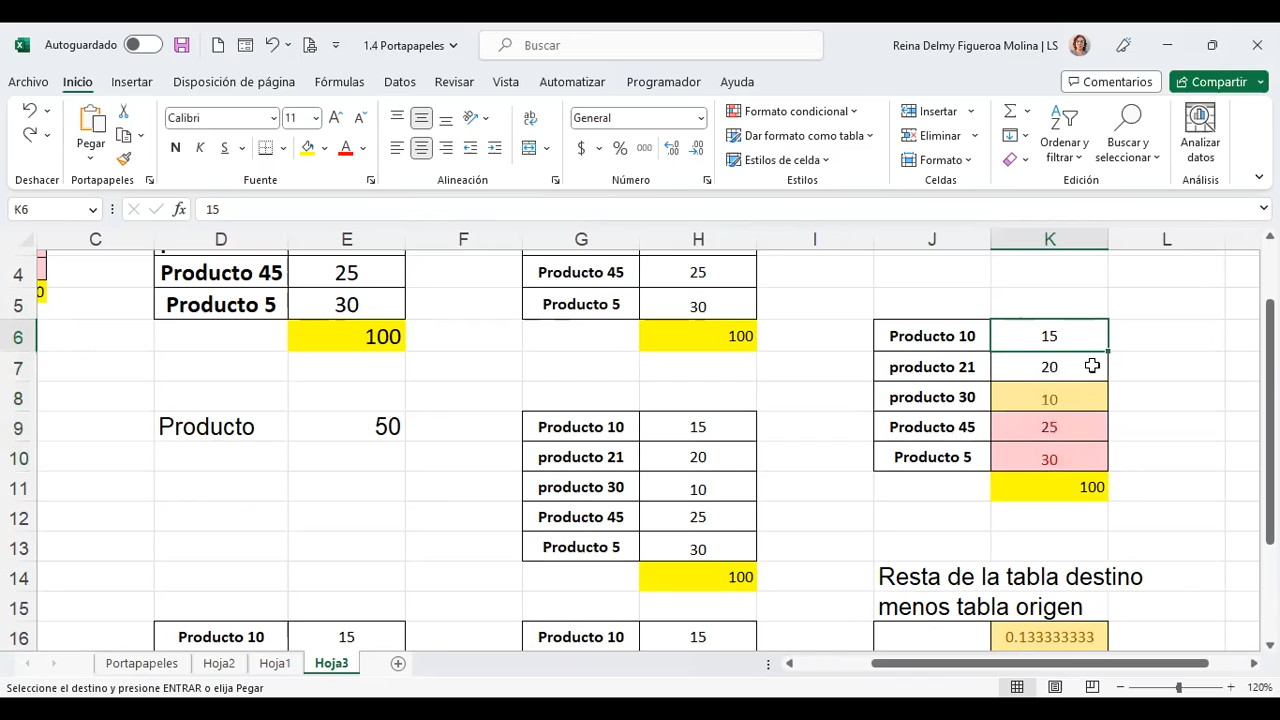 Autoguardado
1.4 Portapapeles
Buscar
Reina Delmy Figueroa Molina | LS
Archivo Inicio Insertar Disposición de página Fórmulas Datos Revisar Vista Automatizar Programador Ayuda
Comentarios Compartir
Pegar
Calibri 11
N K S
General
$ % 000
Formato condicional
Dar formato como tabla
Estilos de celda
Insertar
Eliminar
Formato
Ordenar y filtrar
Buscar y seleccionar
Analizar datos
Deshacer Portapapeles Fuente Alineación Número Estilos Celdas Edición Análisis
K6 fx 15
C D E F G H I J K L
4 Producto 45 25 Producto 45 25
5 Producto 5 30 Producto 5 30
6 100 100 Producto 10 15
7 producto 21 20
8 producto 30 10
9 Producto 50 Producto 10 15 Producto 45 25
10 producto 21 20 Producto 5 30
11 producto 30 10 100
12 Producto 45 25
13 Producto 5 30
14 100 Resta de la tabla destino
15 menos tabla origen
16 Producto 10 15 Producto 10 15 0.133333333
Portapapeles Hoja2 Hoja1 Hoja3
Seleccione el destino y presione ENTRAR o elija Pegar
120%